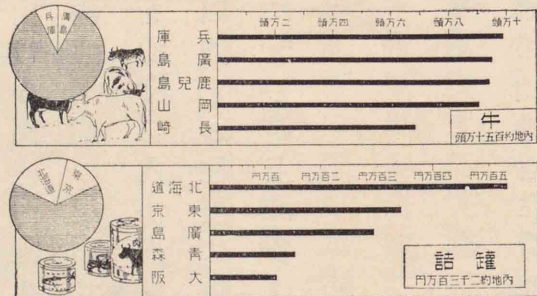 兵庫
廣島
二万頭 四万頭 六万頭 八万頭 十万頭
兵庫
廣島
鹿兒島
岡山
長崎
牛
内地約百五十万頭
北海道
東京
百万円 二百万円 三百万円 四百万円 五百万円
北海道
東京
廣島
青森
大阪
罐詰
内地約二千三百万円